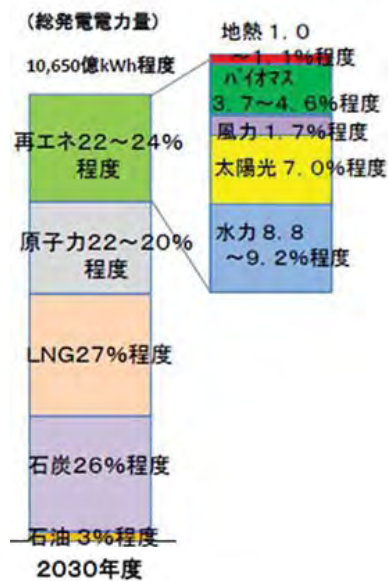 (総発電電力量)
10,650億kWh程度
再エネ22～24%
程度
原子力22～20%
程度
LNG27%程度
石炭26%程度
石油 3%程度
2030年度
地熱 1. 0
～1. 1%程度
バイオマス
3. 7～4. 6%程度
風力 1. 7%程度
太陽光 7. 0%程度
水力 8. 8
～9. 2%程度